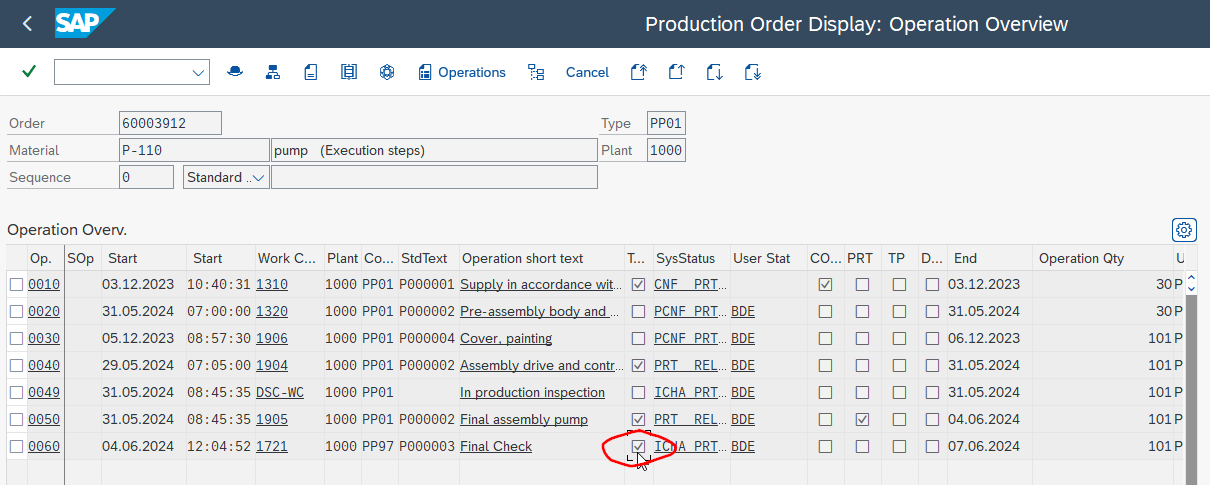 SAP Production Order Display: Operation Overview
Operations Cancel
Order 60003912 Type PP01
Material P-110 pump (Execution steps) Plant 1000
Sequence 0 Standard ..
Operation Overv.
Op. SOp Start Start Work C... Plant Co... StdText Operation short text T... SysStatus User Stat CO... PRT TP D... End Operation Qty U
0010 03.12.2023 10:40:31 1310 1000 PP01 P000001 Supply in accordance wit... CNF PRT... 03.12.2023 30 P
0020 31.05.2024 07:00:00 1320 1000 PP01 P000002 Pre-assembly body and ... PCNF PRT... BDE 31.05.2024 30 P
0030 05.12.2023 08:57:30 1906 1000 PP01 P000004 Cover, painting PCNF PRT... BDE 06.12.2023 101 P
0040 29.05.2024 07:05:00 1904 1000 PP01 P000002 Assembly drive and contr... PRT REL... BDE 31.05.2024 101 P
0049 31.05.2024 08:45:35 DSC-WC 1000 PP01 In production inspection ICHA PRT... BDE 31.05.2024 101 P
0050 31.05.2024 08:45:35 1905 1000 PP01 P000002 Final assembly pump PRT REL... BDE 04.06.2024 101 P
0060 04.06.2024 12:04:52 1721 1000 PP97 P000003 Final Check ICHA PRT... BDE 07.06.2024 101 P